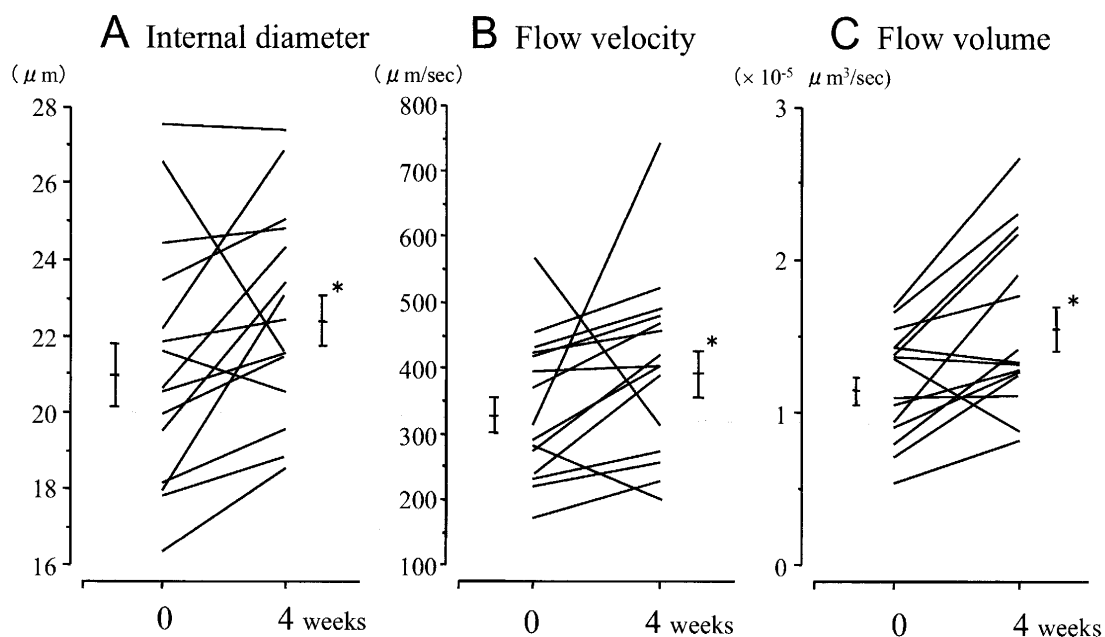 A Internal diameter
(μm)
28
26
24
22
20
18
16
*
0 4 weeks
B Flow velocity
(μm/sec)
800
700
600
500
400
300
200
100
*
0 4 weeks
C Flow volume
(× 10⁻⁵ μm³/sec)
3
2
1
0
*
0 4 weeks